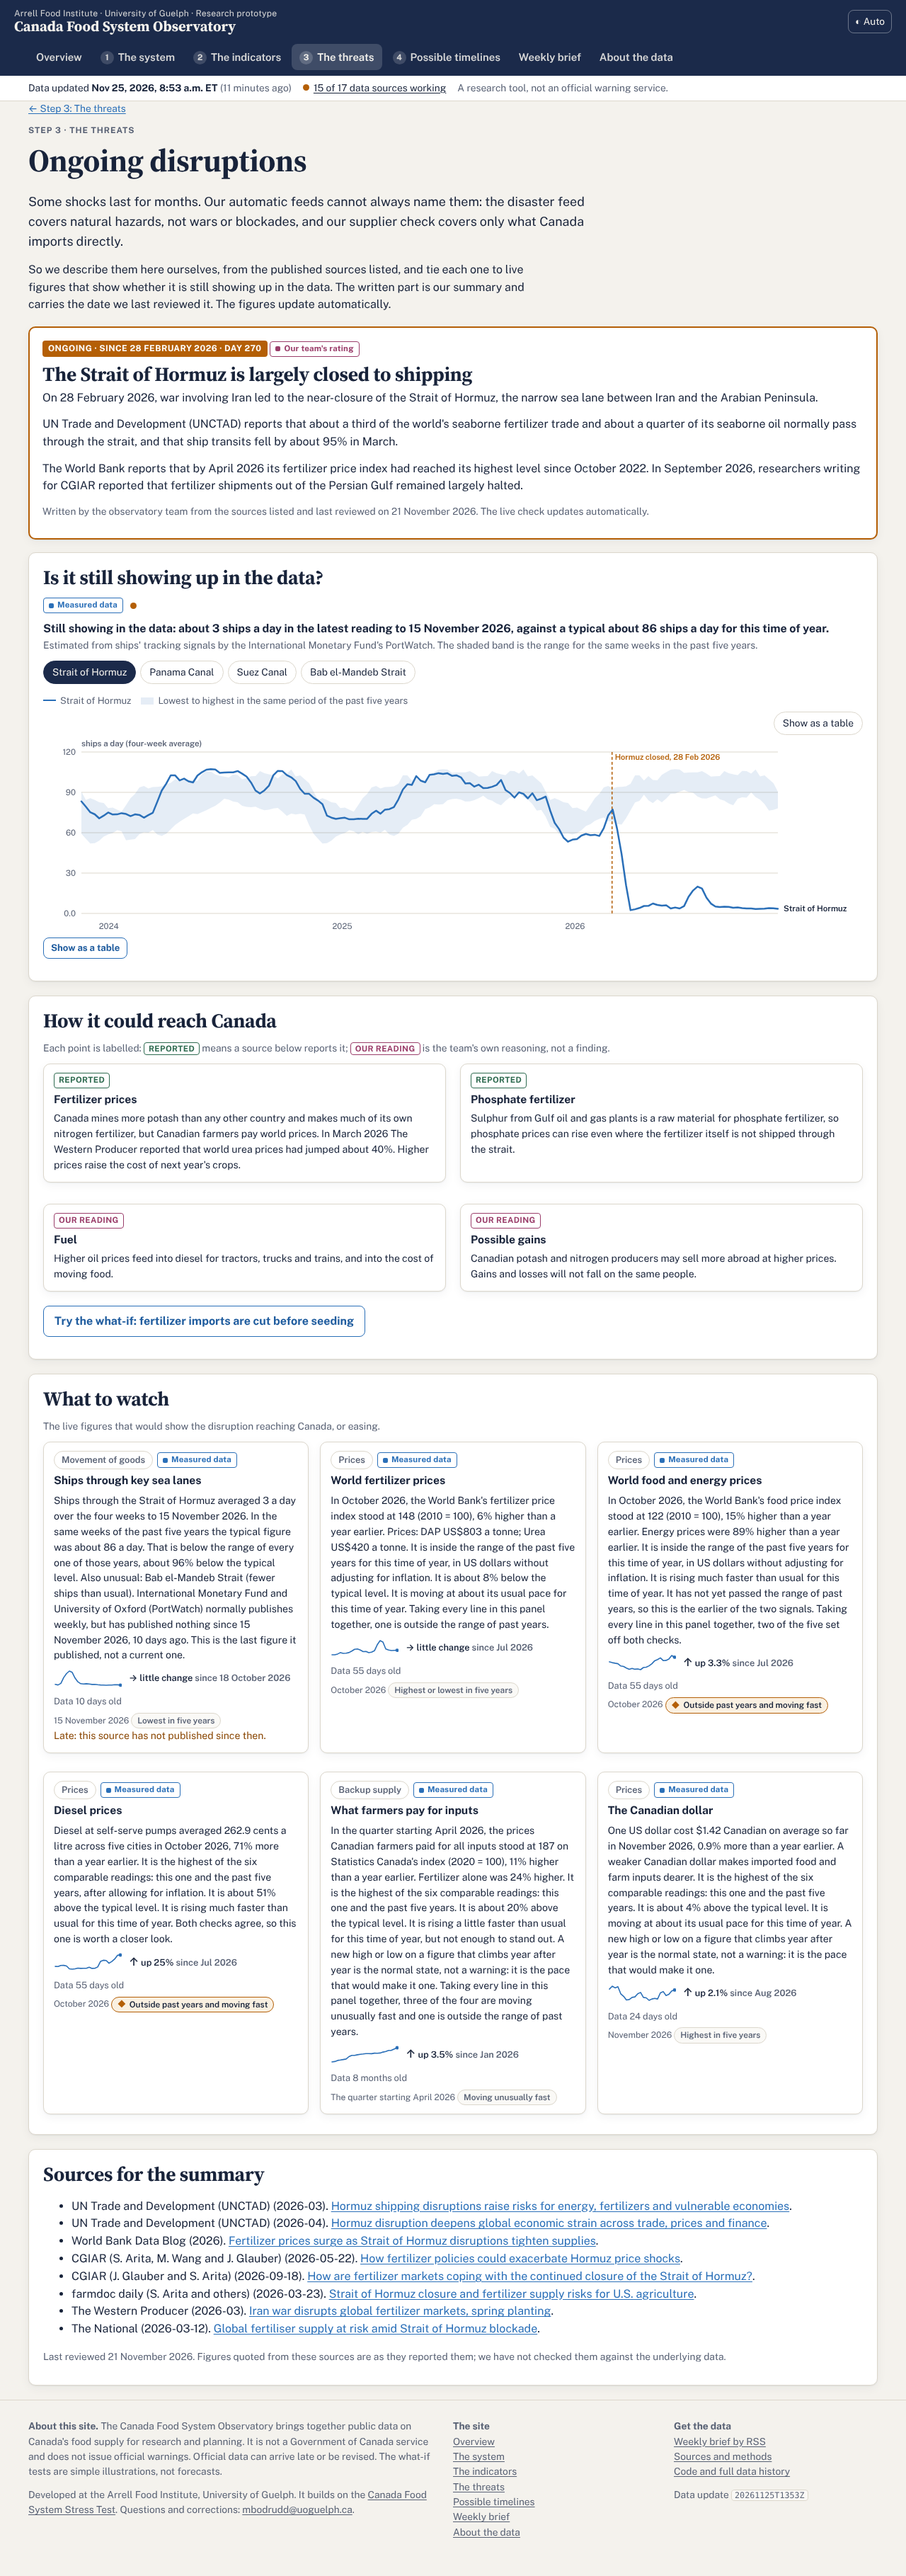 Arrell Food Institute · University of Guelph · Research prototype
Canada Food System Observatory
Auto
Overview
1 The system
2 The indicators
3 The threats
4 Possible timelines
Weekly brief
About the data
Data updated Nov 25, 2026, 8:53 a.m. ET (11 minutes ago)
15 of 17 data sources working
A research tool, not an official warning service.
← Step 3: The threats
STEP 3 · THE THREATS
Ongoing disruptions
Some shocks last for months. Our automatic feeds cannot always name them: the disaster feed
covers natural hazards, not wars or blockades, and our supplier check covers only what Canada
imports directly.
So we describe them here ourselves, from the published sources listed, and tie each one to live
figures that show whether it is still showing up in the data. The written part is our summary and
carries the date we last reviewed it. The figures update automatically.
ONGOING · SINCE 28 FEBRUARY 2026 · DAY 270
Our team's rating
The Strait of Hormuz is largely closed to shipping
On 28 February 2026, war involving Iran led to the near-closure of the Strait of Hormuz, the narrow sea lane between Iran and the Arabian Peninsula.
UN Trade and Development (UNCTAD) reports that about a third of the world's seaborne fertilizer trade and about a quarter of its seaborne oil normally pass
through the strait, and that ship transits fell by about 95% in March.
The World Bank reports that by April 2026 its fertilizer price index had reached its highest level since October 2022. In September 2026, researchers writing
for CGIAR reported that fertilizer shipments out of the Persian Gulf remained largely halted.
Written by the observatory team from the sources listed and last reviewed on 21 November 2026. The live check updates automatically.
Is it still showing up in the data?
Measured data
Still showing in the data: about 3 ships a day in the latest reading to 15 November 2026, against a typical about 86 ships a day for this time of year.
Estimated from ships' tracking signals by the International Monetary Fund's PortWatch. The shaded band is the range for the same weeks in the past five years.
Strait of Hormuz
Panama Canal
Suez Canal
Bab el-Mandeb Strait
Strait of Hormuz
Lowest to highest in the same period of the past five years
Show as a table
ships a day (four-week average)
120
Hormuz closed, 28 Feb 2026
90
60
30
0.0
Strait of Hormuz
2024
2025
2026
Show as a table
How it could reach Canada
Each point is labelled: REPORTED means a source below reports it; OUR READING is the team's own reasoning, not a finding.
REPORTED
Fertilizer prices
Canada mines more potash than any other country and makes much of its own
nitrogen fertilizer, but Canadian farmers pay world prices. In March 2026 The
Western Producer reported that world urea prices had jumped about 40%. Higher
prices raise the cost of next year's crops.
REPORTED
Phosphate fertilizer
Sulphur from Gulf oil and gas plants is a raw material for phosphate fertilizer, so
phosphate prices can rise even where the fertilizer itself is not shipped through
the strait.
OUR READING
Fuel
Higher oil prices feed into diesel for tractors, trucks and trains, and into the cost of
moving food.
OUR READING
Possible gains
Canadian potash and nitrogen producers may sell more abroad at higher prices.
Gains and losses will not fall on the same people.
Try the what-if: fertilizer imports are cut before seeding
What to watch
The live figures that would show the disruption reaching Canada, or easing.
Movement of goods
Measured data
Ships through key sea lanes
Ships through the Strait of Hormuz averaged 3 a day
over the four weeks to 15 November 2026. In the
same weeks of the past five years the typical figure
was about 86 a day. That is below the range of every
one of those years, about 96% below the typical
level. Also unusual: Bab el-Mandeb Strait (fewer
ships than usual). International Monetary Fund and
University of Oxford (PortWatch) normally publishes
weekly, but has published nothing since 15
November 2026, 10 days ago. This is the last figure it
published, not a current one.
→ little change since 18 October 2026
Data 10 days old
15 November 2026 Lowest in five years
Late: this source has not published since then.
Prices
Measured data
World fertilizer prices
In October 2026, the World Bank's fertilizer price
index stood at 148 (2010 = 100), 6% higher than a
year earlier. Prices: DAP US$803 a tonne; Urea
US$420 a tonne. It is inside the range of the past five
years for this time of year, in US dollars without
adjusting for inflation. It is about 8% below the
typical level. It is moving at about its usual pace for
this time of year. Taking every line in this panel
together, one is outside the range of past years.
→ little change since Jul 2026
Data 55 days old
October 2026 Highest or lowest in five years
Prices
Measured data
World food and energy prices
In October 2026, the World Bank's food price index
stood at 122 (2010 = 100), 15% higher than a year
earlier. Energy prices were 89% higher than a year
earlier. It is inside the range of the past five years for
this time of year, in US dollars without adjusting for
inflation. It is rising much faster than usual for this
time of year. It has not yet passed the range of past
years, so this is the earlier of the two signals. Taking
every line in this panel together, two of the five set
off both checks.
↑ up 3.3% since Jul 2026
Data 55 days old
October 2026 Outside past years and moving fast
Prices
Measured data
Diesel prices
Diesel at self-serve pumps averaged 262.9 cents a
litre across five cities in October 2026, 71% more
than a year earlier. It is the highest of the six
comparable readings: this one and the past five
years, after allowing for inflation. It is about 51%
above the typical level. It is rising much faster than
usual for this time of year. Both checks agree, so this
one is worth a closer look.
↑ up 25% since Jul 2026
Data 55 days old
October 2026 Outside past years and moving fast
Backup supply
Measured data
What farmers pay for inputs
In the quarter starting April 2026, the prices
Canadian farmers paid for all inputs stood at 187 on
Statistics Canada's index (2020 = 100), 11% higher
than a year earlier. Fertilizer alone was 24% higher. It
is the highest of the six comparable readings: this
one and the past five years. It is about 20% above
the typical level. It is rising a little faster than usual
for this time of year, but not enough to stand out. A
new high or low on a figure that climbs year after
year is the normal state, not a warning: it is the pace
that would make it one. Taking every line in this
panel together, three of the four are moving
unusually fast and one is outside the range of past
years.
↑ up 3.5% since Jan 2026
Data 8 months old
The quarter starting April 2026 Moving unusually fast
Prices
Measured data
The Canadian dollar
One US dollar cost $1.42 Canadian on average so far
in November 2026, 0.9% more than a year earlier. A
weaker Canadian dollar makes imported food and
farm inputs dearer. It is the highest of the six
comparable readings: this one and the past five
years. It is about 4% above the typical level. It is
moving at about its usual pace for this time of year. A
new high or low on a figure that climbs year after
year is the normal state, not a warning: it is the pace
that would make it one.
↑ up 2.1% since Aug 2026
Data 24 days old
November 2026 Highest in five years
Sources for the summary
• UN Trade and Development (UNCTAD) (2026-03). Hormuz shipping disruptions raise risks for energy, fertilizers and vulnerable economies.
• UN Trade and Development (UNCTAD) (2026-04). Hormuz disruption deepens global economic strain across trade, prices and finance.
• World Bank Data Blog (2026). Fertilizer prices surge as Strait of Hormuz disruptions tighten supplies.
• CGIAR (S. Arita, M. Wang and J. Glauber) (2026-05-22). How fertilizer policies could exacerbate Hormuz price shocks.
• CGIAR (J. Glauber and S. Arita) (2026-09-18). How are fertilizer markets coping with the continued closure of the Strait of Hormuz?.
• farmdoc daily (S. Arita and others) (2026-03-23). Strait of Hormuz closure and fertilizer supply risks for U.S. agriculture.
• The Western Producer (2026-03). Iran war disrupts global fertilizer markets, spring planting.
• The National (2026-03-12). Global fertiliser supply at risk amid Strait of Hormuz blockade.
Last reviewed 21 November 2026. Figures quoted from these sources are as they reported them; we have not checked them against the underlying data.
About this site. The Canada Food System Observatory brings together public data on
Canada's food supply for research and planning. It is not a Government of Canada service
and does not issue official warnings. Official data can arrive late or be revised. The what-if
tests are simple illustrations, not forecasts.
Developed at the Arrell Food Institute, University of Guelph. It builds on the Canada Food
System Stress Test. Questions and corrections: mbodrudd@uoguelph.ca.
The site
Overview
The system
The indicators
The threats
Possible timelines
Weekly brief
About the data
Get the data
Weekly brief by RSS
Sources and methods
Code and full data history
Data update 20261125T1353Z